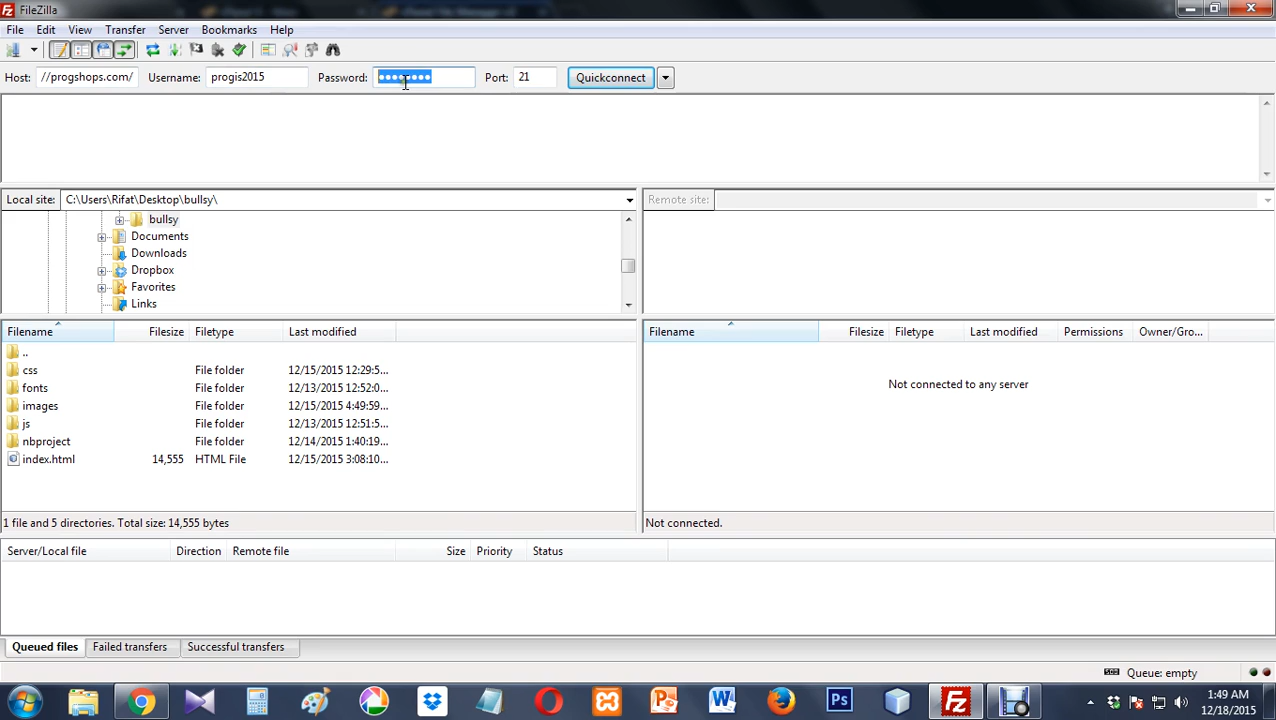 FileZilla
File Edit View Transfer Server Bookmarks Help
Host: //progshops.com/ Username: progis2015 Password: •••••••• Port: 21 Quickconnect
Local site: C:\Users\Rifat\Desktop\bullsy\ Remote site:
bullsy
Documents
Downloads
Dropbox
Favorites
Links
Filename Filesize Filetype Last modified
..
css File folder 12/15/2015 12:29:5...
fonts File folder 12/13/2015 12:52:0...
images File folder 12/15/2015 4:49:59...
js File folder 12/13/2015 12:51:5...
nbproject File folder 12/14/2015 1:40:19...
index.html 14,555 HTML File 12/15/2015 3:08:10...
1 file and 5 directories. Total size: 14,555 bytes
Filename Filesize Filetype Last modified Permissions Owner/Gro...
Not connected to any server
Not connected.
Server/Local file Direction Remote file Size Priority Status
Queued files Failed transfers Successful transfers
Queue: empty
1:49 AM
12/18/2015